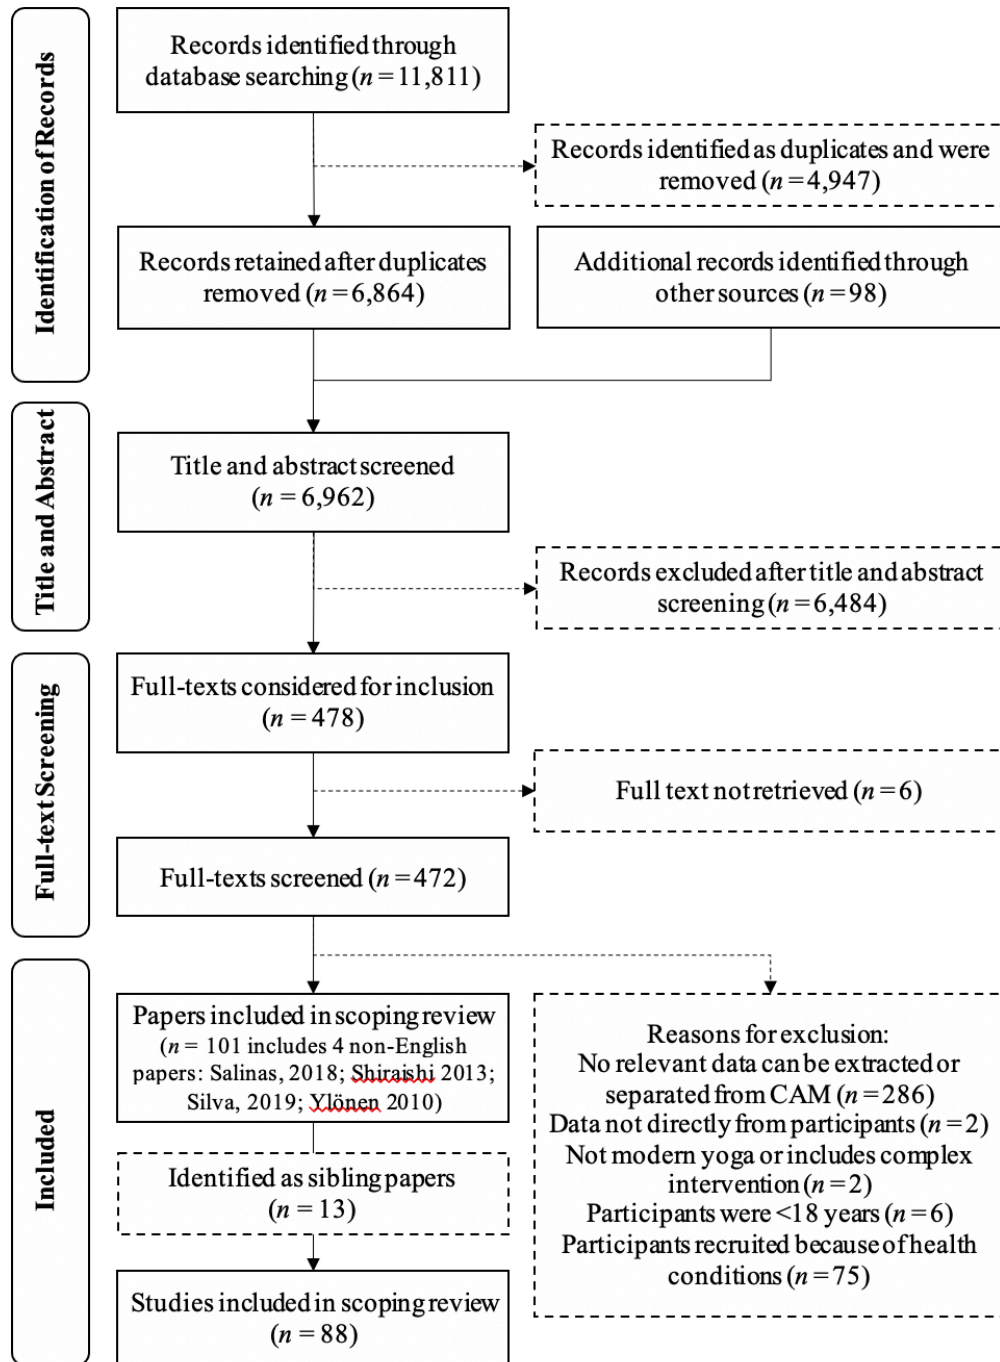 Identification of Records
Records identified through
database searching (n = 11,811)
Records identified as duplicates and were
removed (n = 4,947)
Records retained after duplicates
removed (n = 6,864)
Additional records identified through
other sources (n = 98)
Title and Abstract
Title and abstract screened
(n = 6,962)
Records excluded after title and abstract
screening (n = 6,484)
Full-text Screening
Full-texts considered for inclusion
(n = 478)
Full text not retrieved (n = 6)
Full-texts screened (n = 472)
Included
Papers included in scoping review
(n = 101 includes 4 non-English
papers: Salinas, 2018; Shiraishi 2013;
Silva, 2019; Ylönen 2010)
Identified as sibling papers
(n = 13)
Studies included in scoping review
(n = 88)
Reasons for exclusion:
No relevant data can be extracted or
separated from CAM (n = 286)
Data not directly from participants (n = 2)
Not modern yoga or includes complex
intervention (n = 2)
Participants were <18 years (n = 6)
Participants recruited because of health
conditions (n = 75)